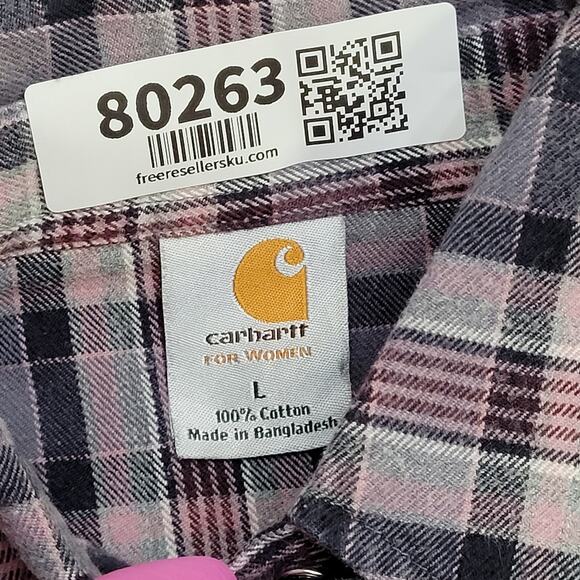 80263
freeresellersku.com
carhartt
FOR WOMEN
L
100% Cotton
Made in Bangladesh